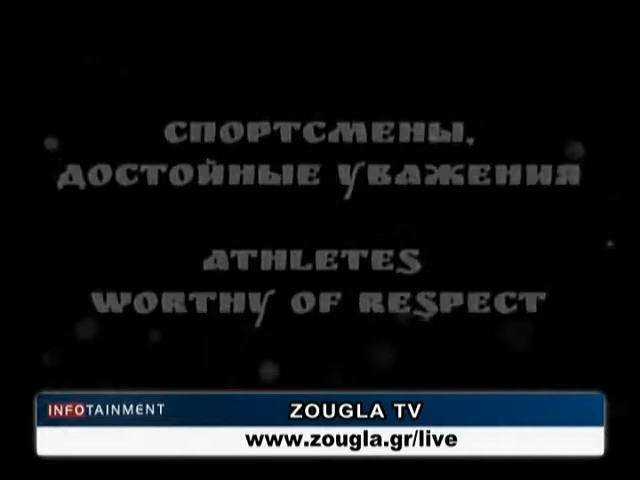 СПОРТСМЕНЫ,
ДОСТОЙНЫЕ УВАЖЕНИЯ
ATHLETES
WORTHY OF RESPECT
INFOTAINMENT
ZOUGLA TV
www.zougla.gr/live